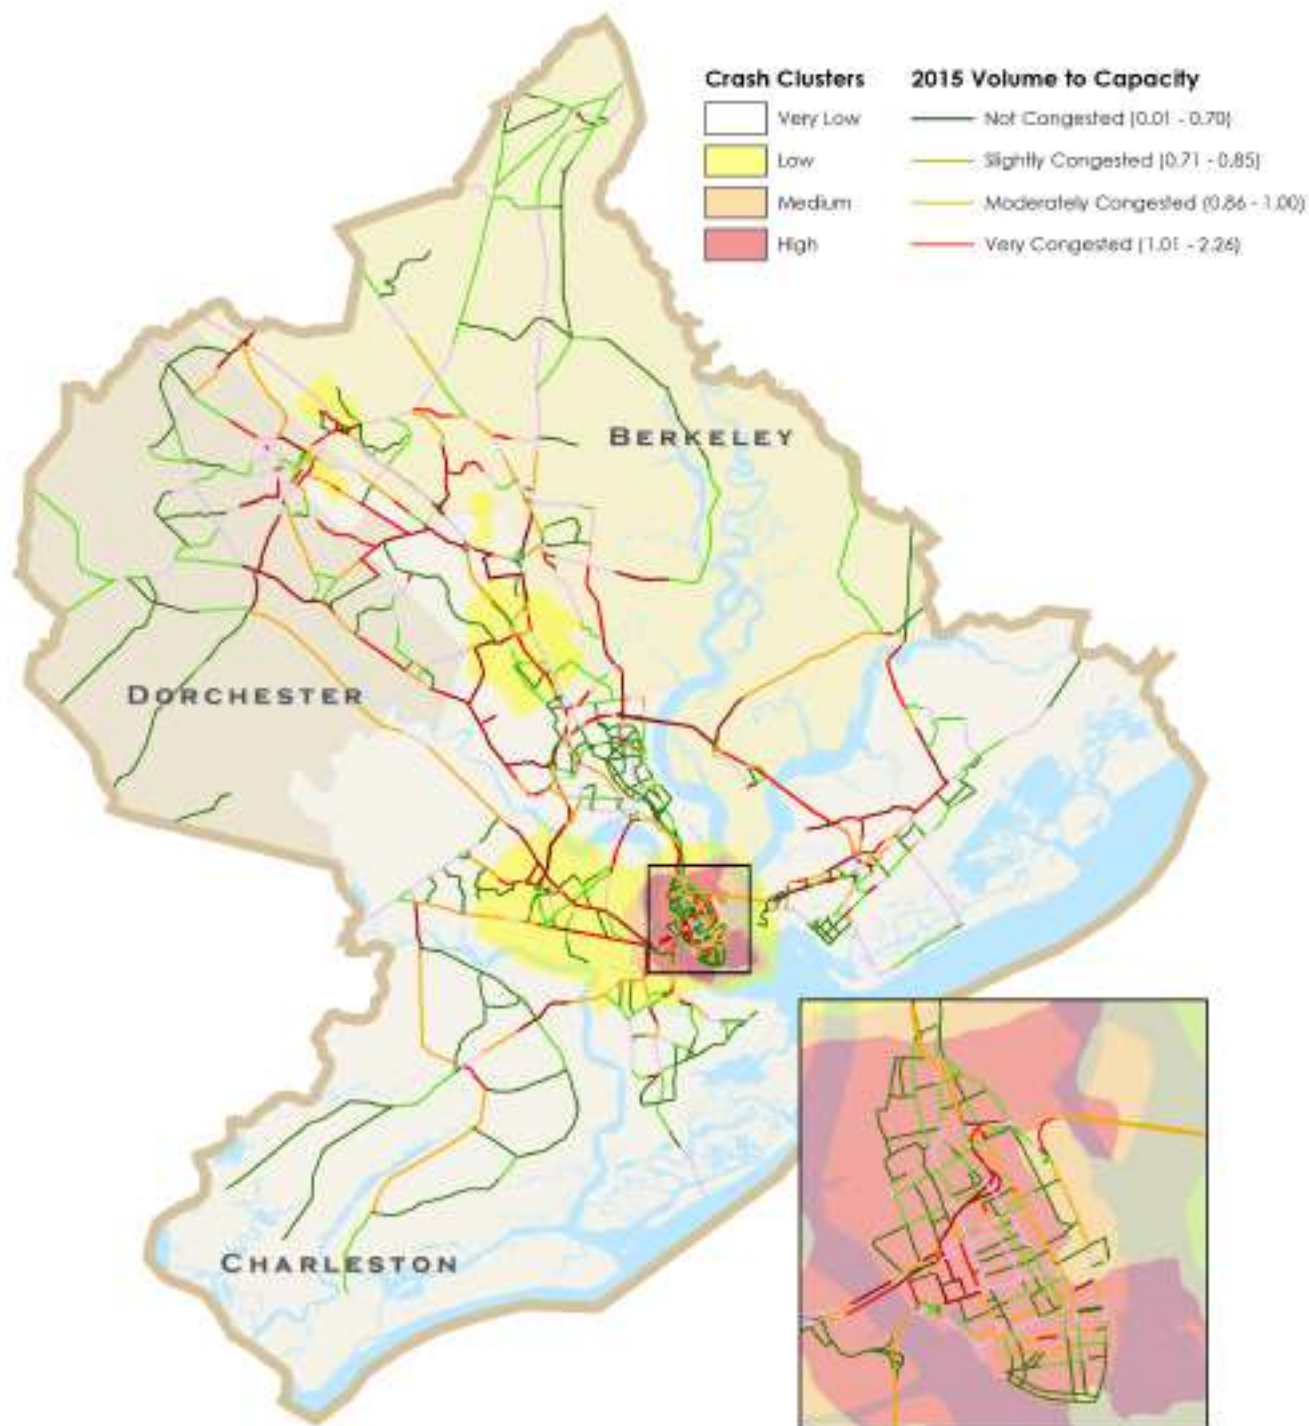 Crash Clusters
Very Low
Low
Medium
High
2015 Volume to Capacity
Not Congested (0.01 - 0.70)
Slightly Congested (0.71 - 0.85)
Moderately Congested (0.86 - 1.00)
Very Congested (1.01 - 2.26)
BERKELEY
DORCHESTER
CHARLESTON